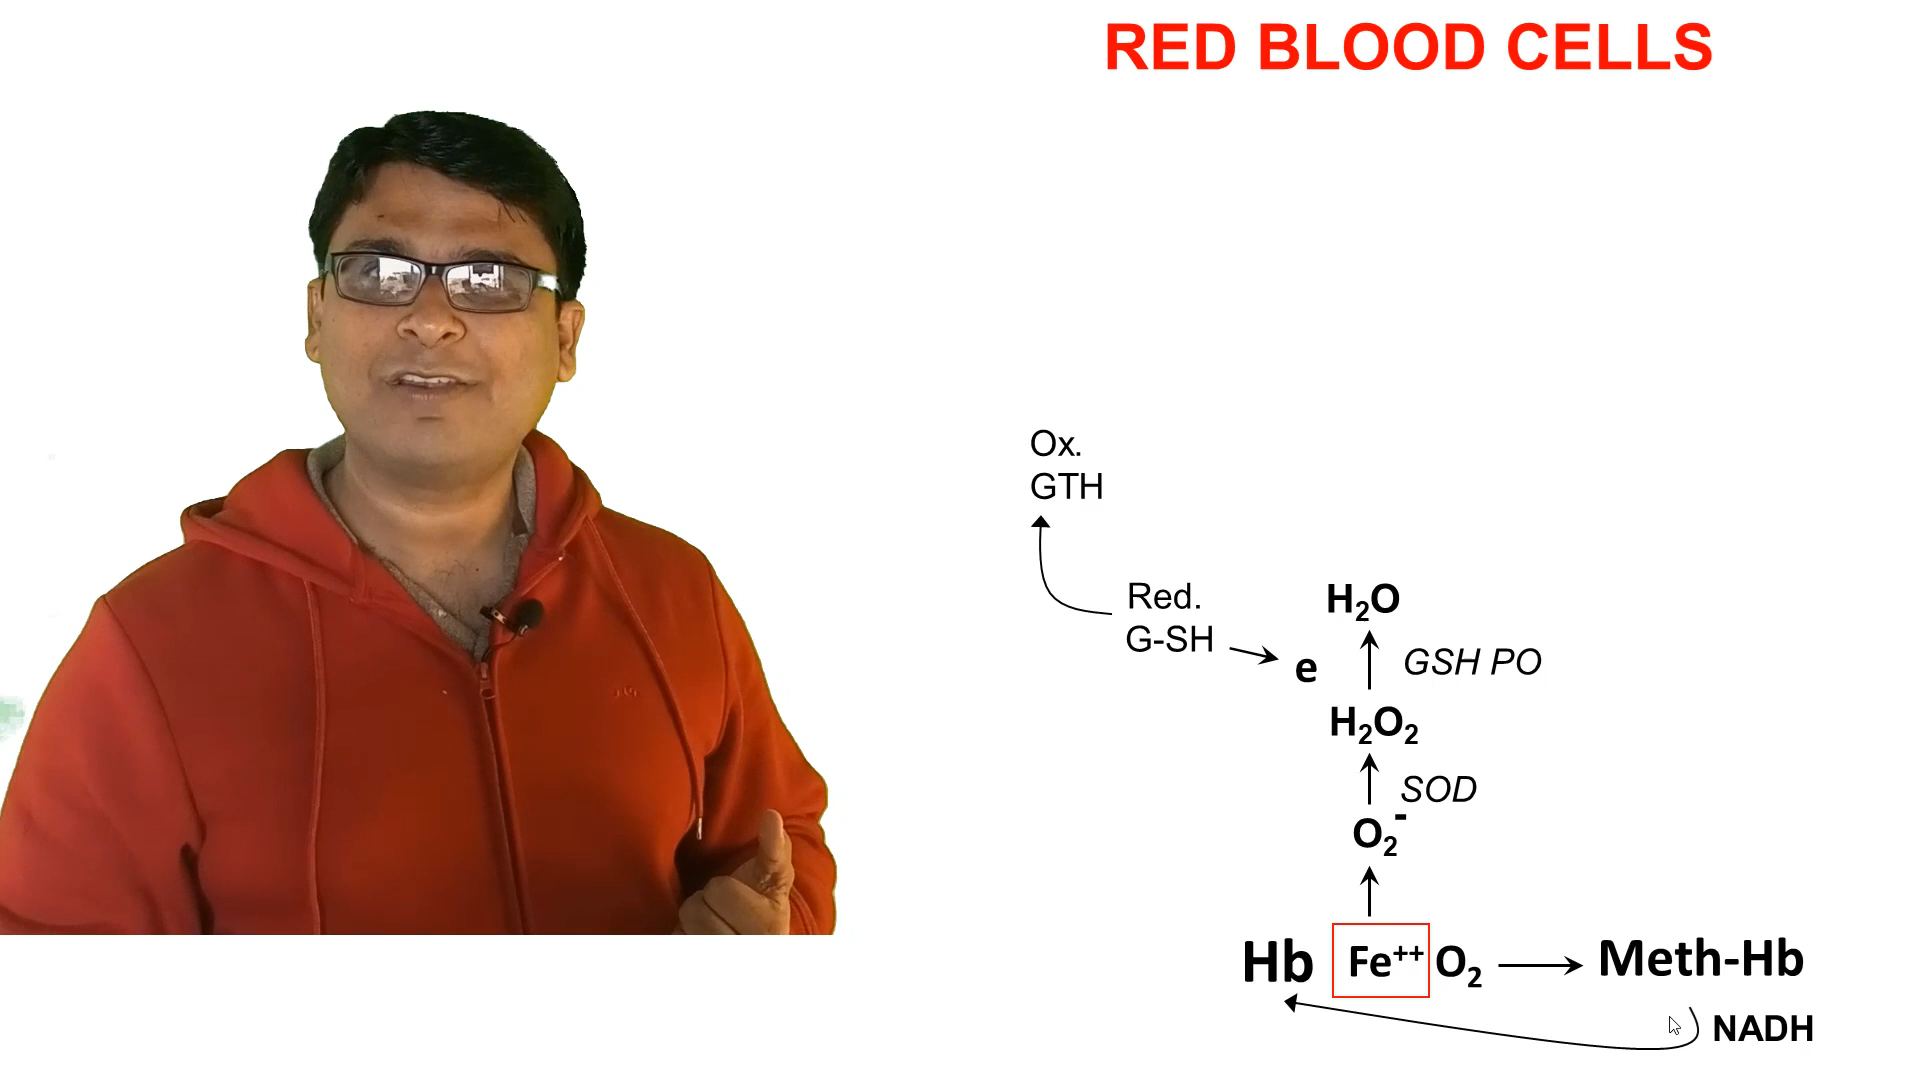 RED BLOOD CELLS
Ox.
GTH
Red.
G-SH
e
H₂O
GSH PO
H₂O₂
SOD
O₂⁻
Hb Fe⁺⁺ O₂ Meth-Hb
NADH